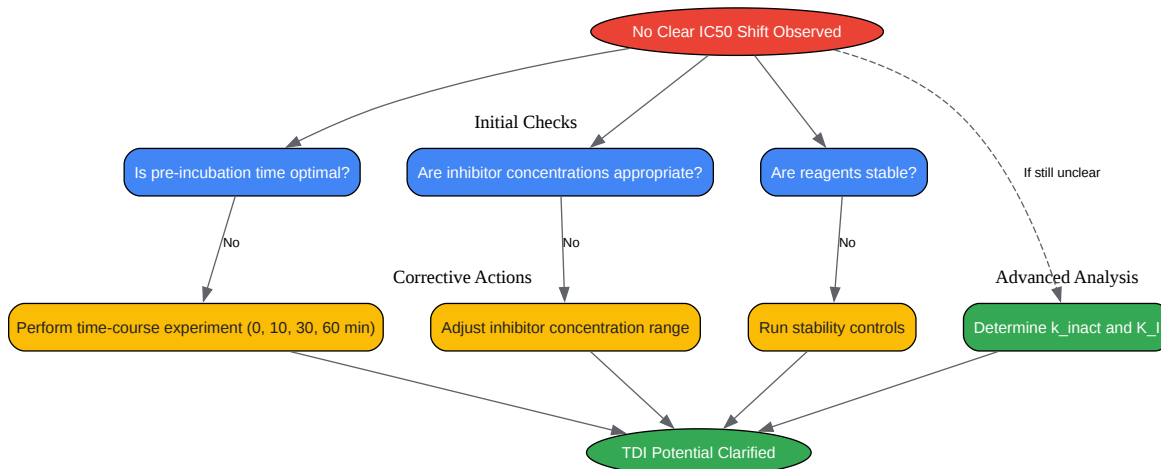 No Clear IC50 Shift Observed
Initial Checks
Is pre-incubation time optimal?
Are inhibitor concentrations appropriate?
Are reagents stable?
If still unclear
No
No
No
Corrective Actions
Advanced Analysis
Perform time-course experiment (0, 10, 30, 60 min)
Adjust inhibitor concentration range
Run stability controls
Determine k_inact and K_I
TDI Potential Clarified